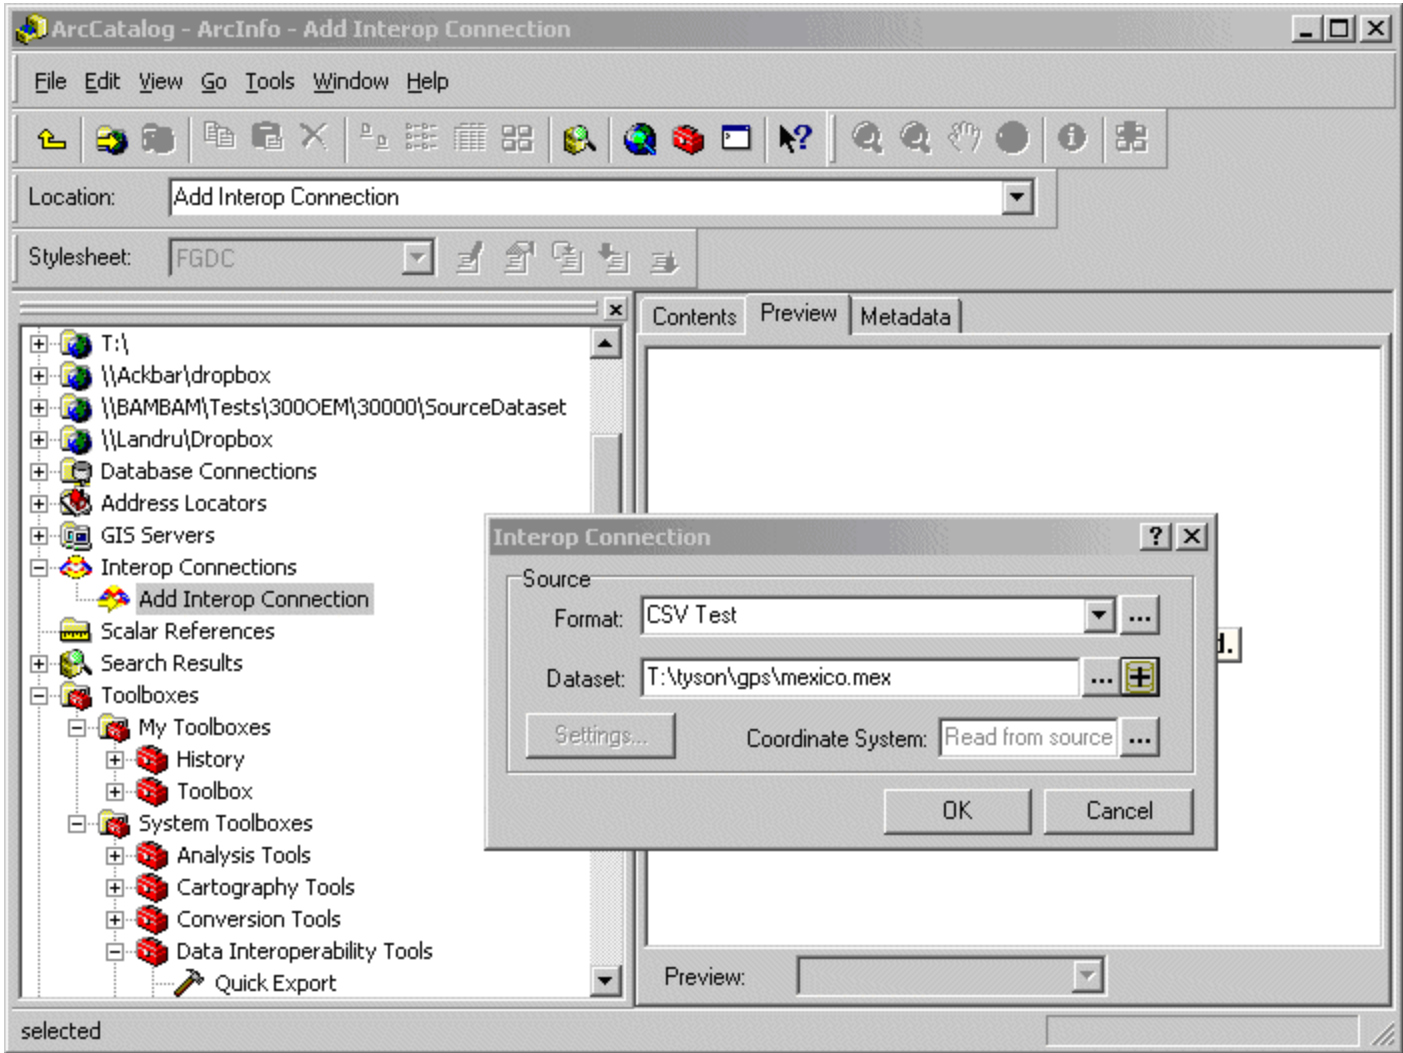 ArcCatalog - ArcInfo - Add Interop Connection
File Edit View Go Tools Window Help
Location: Add Interop Connection
Stylesheet: FGDC
Contents Preview Metadata
T:\
\\Ackbar\dropbox
\\BAMBAM\Tests\300OEM\30000\SourceDataset
\\Landru\Dropbox
Database Connections
Address Locators
GIS Servers
Interop Connections
Add Interop Connection
Scalar References
Search Results
Toolboxes
My Toolboxes
History
Toolbox
System Toolboxes
Analysis Tools
Cartography Tools
Conversion Tools
Data Interoperability Tools
Quick Export
Interop Connection
Source
Format: CSV Test ...
d.
Dataset: T:\tyson\gps\mexico.mex ...
Settings... Coordinate System: Read from source ...
OK Cancel
Preview:
selected